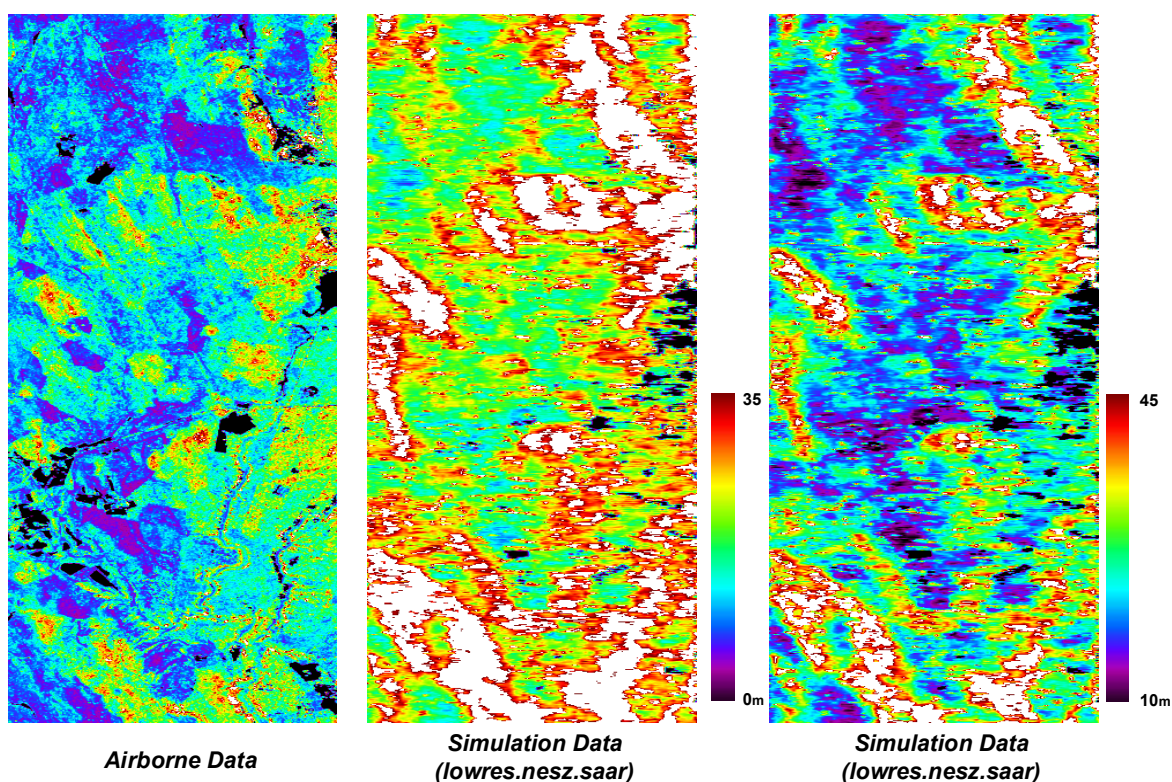 35
0m
45
10m
Airborne Data
Simulation Data
(lowres.nesz.saar)
Simulation Data
(lowres.nesz.saar)